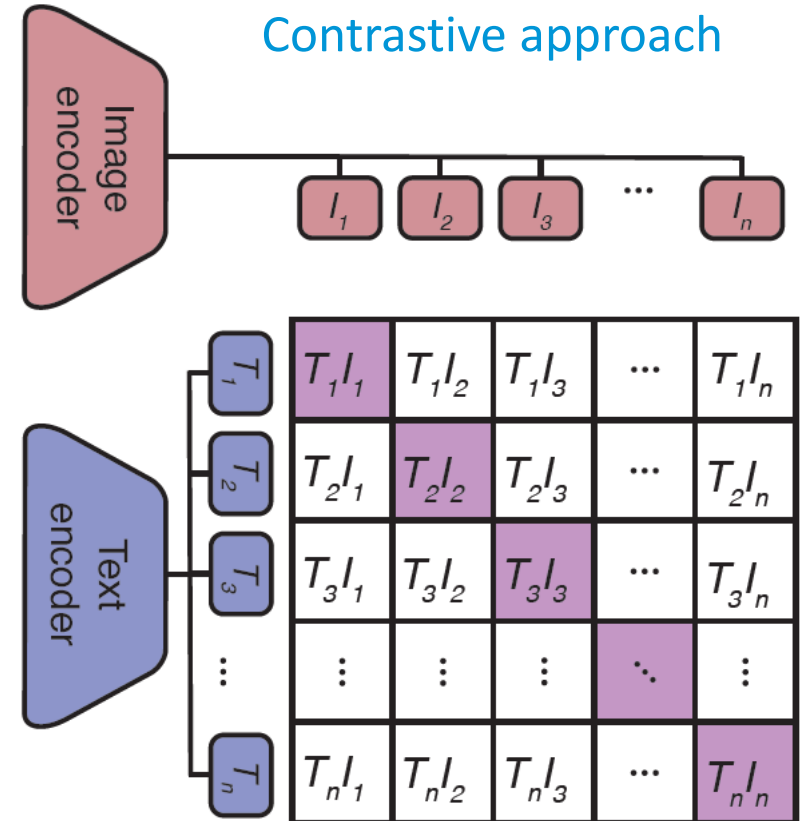 Contrastive approach
Image
encoder
I1 I2 I3 ... In
Text
encoder
T1
T2
T3
⋮
Tn
T1I1 T1I2 T1I3 ... T1In
T2I1 T2I2 T2I3 ... T2In
T3I1 T3I2 T3I3 ... T3In
⋮ ⋮ ⋮ ⋱ ⋮
TnI1 TnI2 TnI3 ... TnIn